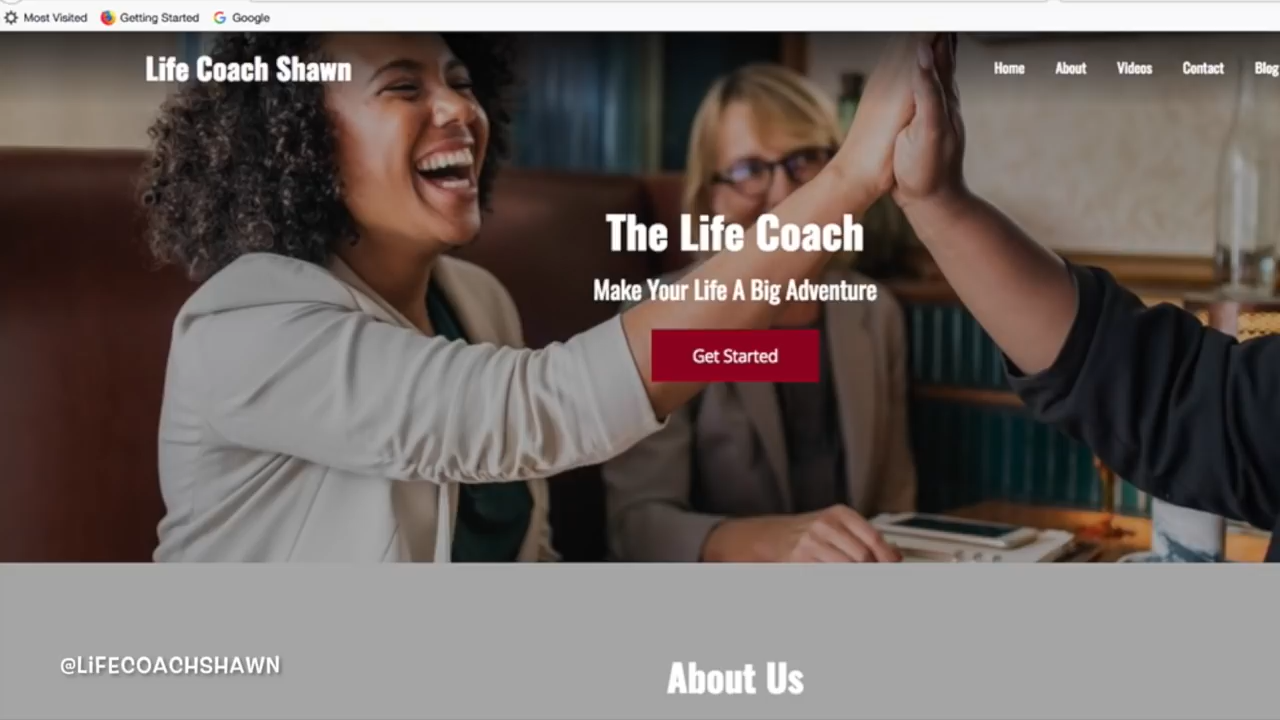 Most Visited Getting Started Google
Life Coach Shawn
Home About Videos Contact Blog
The Life Coach
Make Your Life A Big Adventure
Get Started
@LiFECOACHSHAWN
About Us